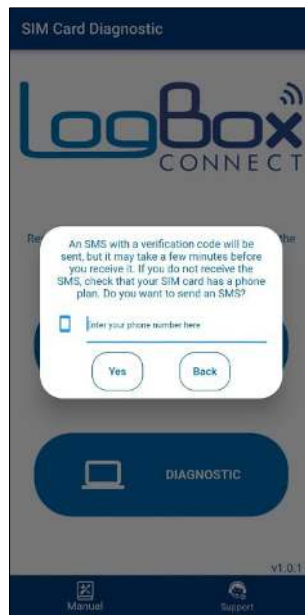 SIM Card Diagnostic
LogBox
CONNECT
Re
the
An SMS with a verification code will be
sent, but it may take a few minutes before
you receive it. If you do not receive the
SMS, check that your SIM card has a phone
plan. Do you want to send an SMS?
Enter your phone number here
Yes Back
DIAGNOSTIC
v1.0.1
Manual Support